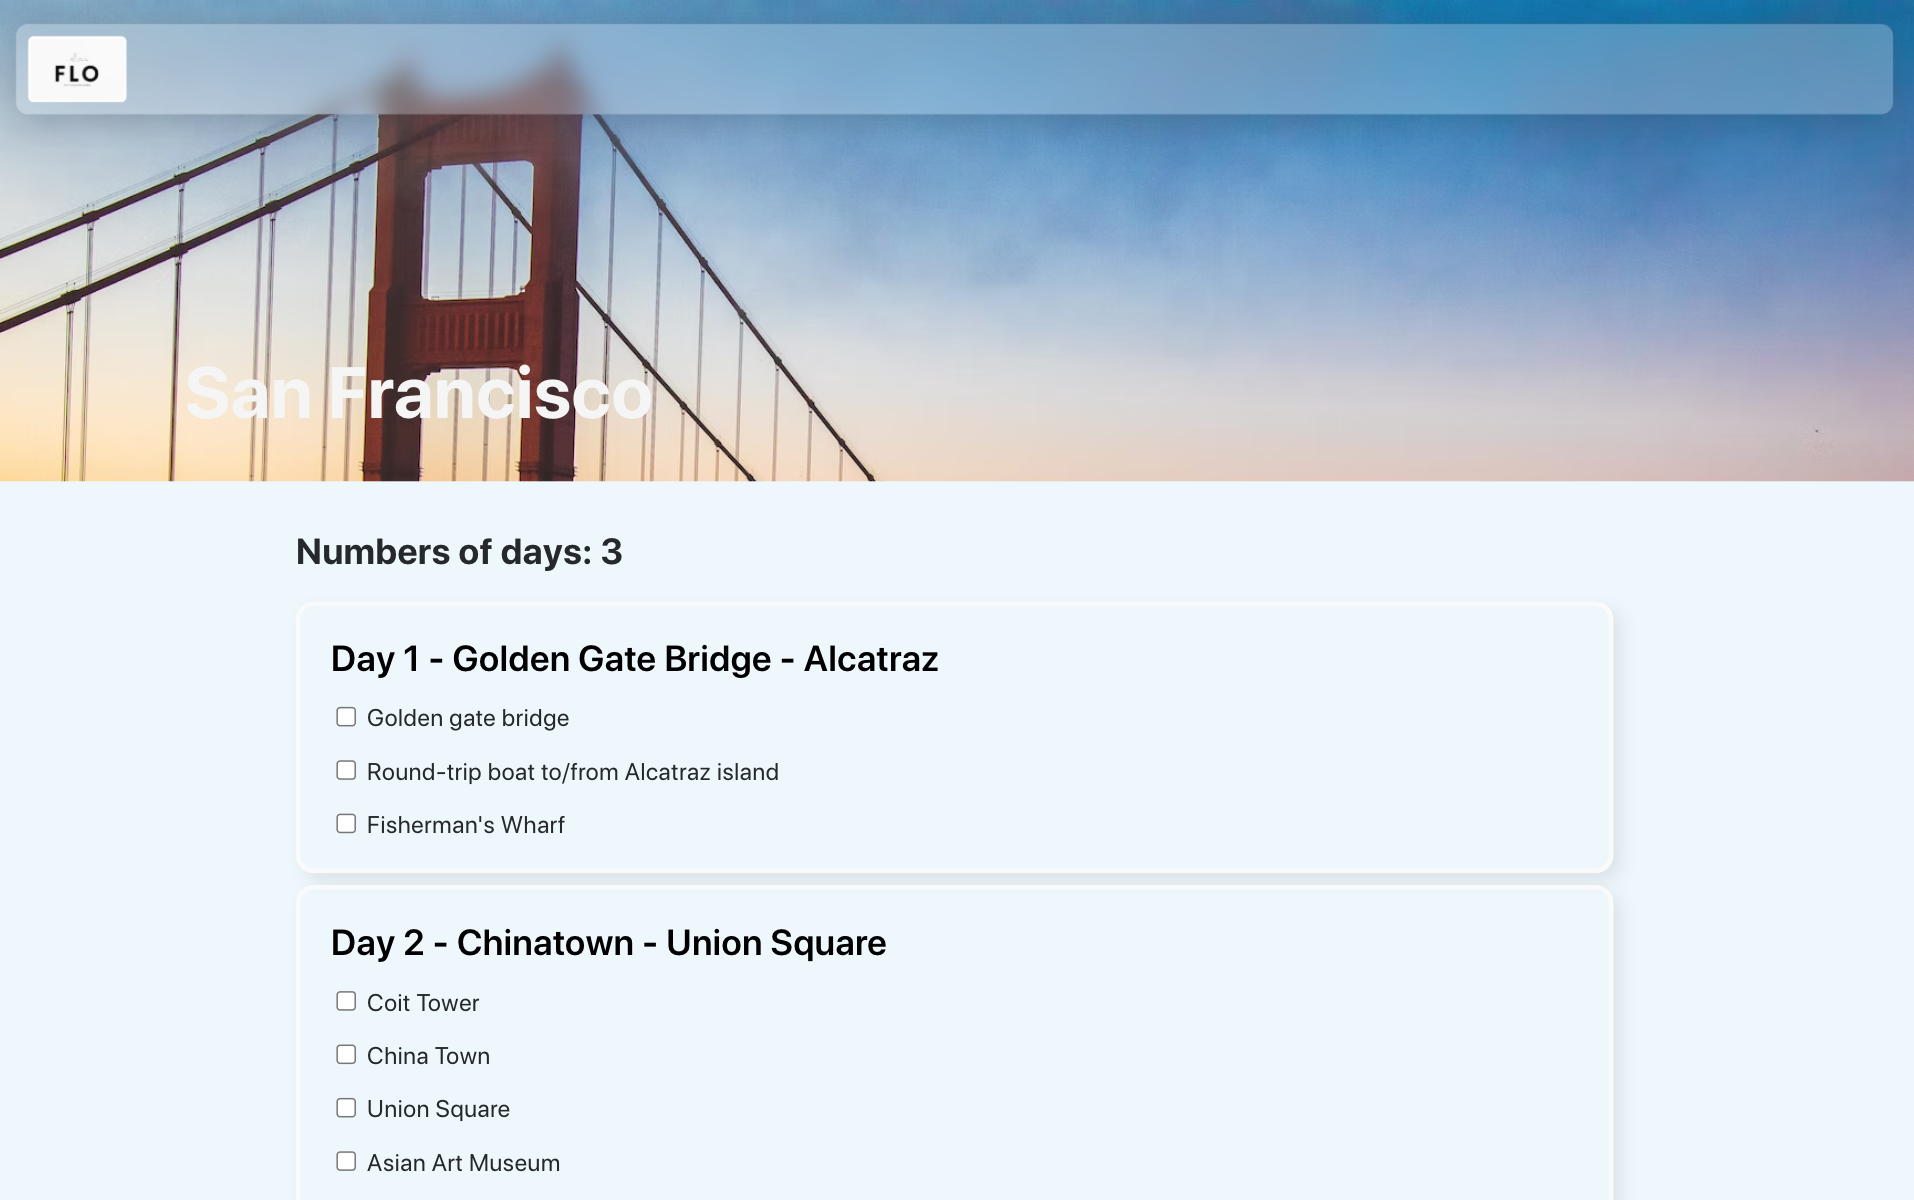 FLO
San Francisco
Numbers of days: 3
Day 1 - Golden Gate Bridge - Alcatraz
Golden gate bridge
Round-trip boat to/from Alcatraz island
Fisherman's Wharf
Day 2 - Chinatown - Union Square
Coit Tower
China Town
Union Square
Asian Art Museum